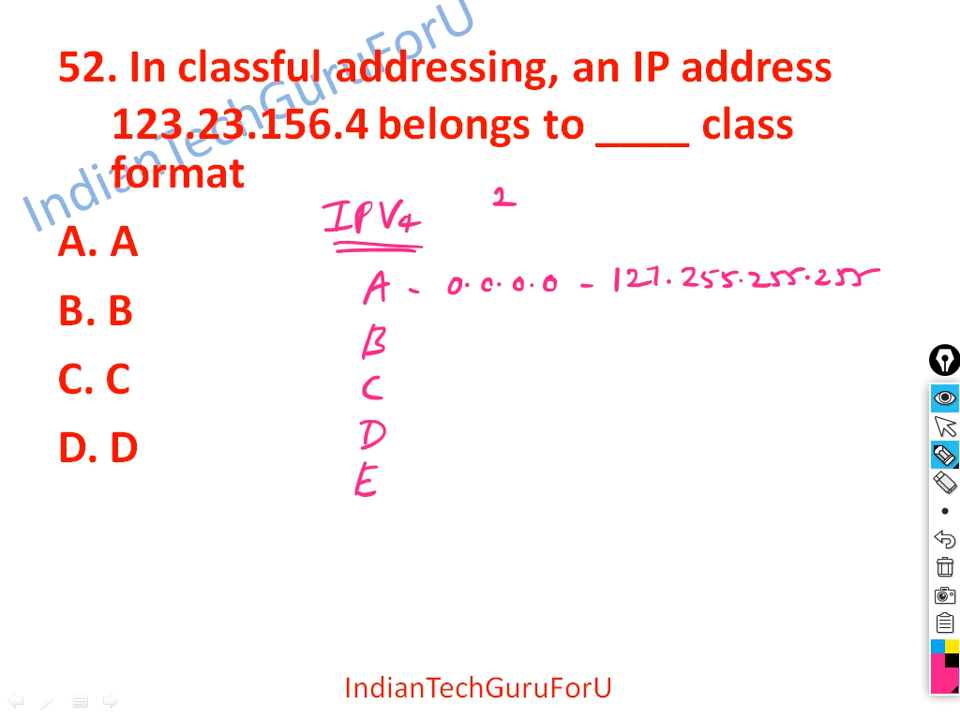 52. In classful addressing, an IP address
123.23.156.4 belongs to ____ class
format
IndianTechGuruForU
IPV4
2
A. A
A - 0.0.0.0 - 127.255.255.255
B. B
B
C. C
C
D. D
D
E
IndianTechGuruForU